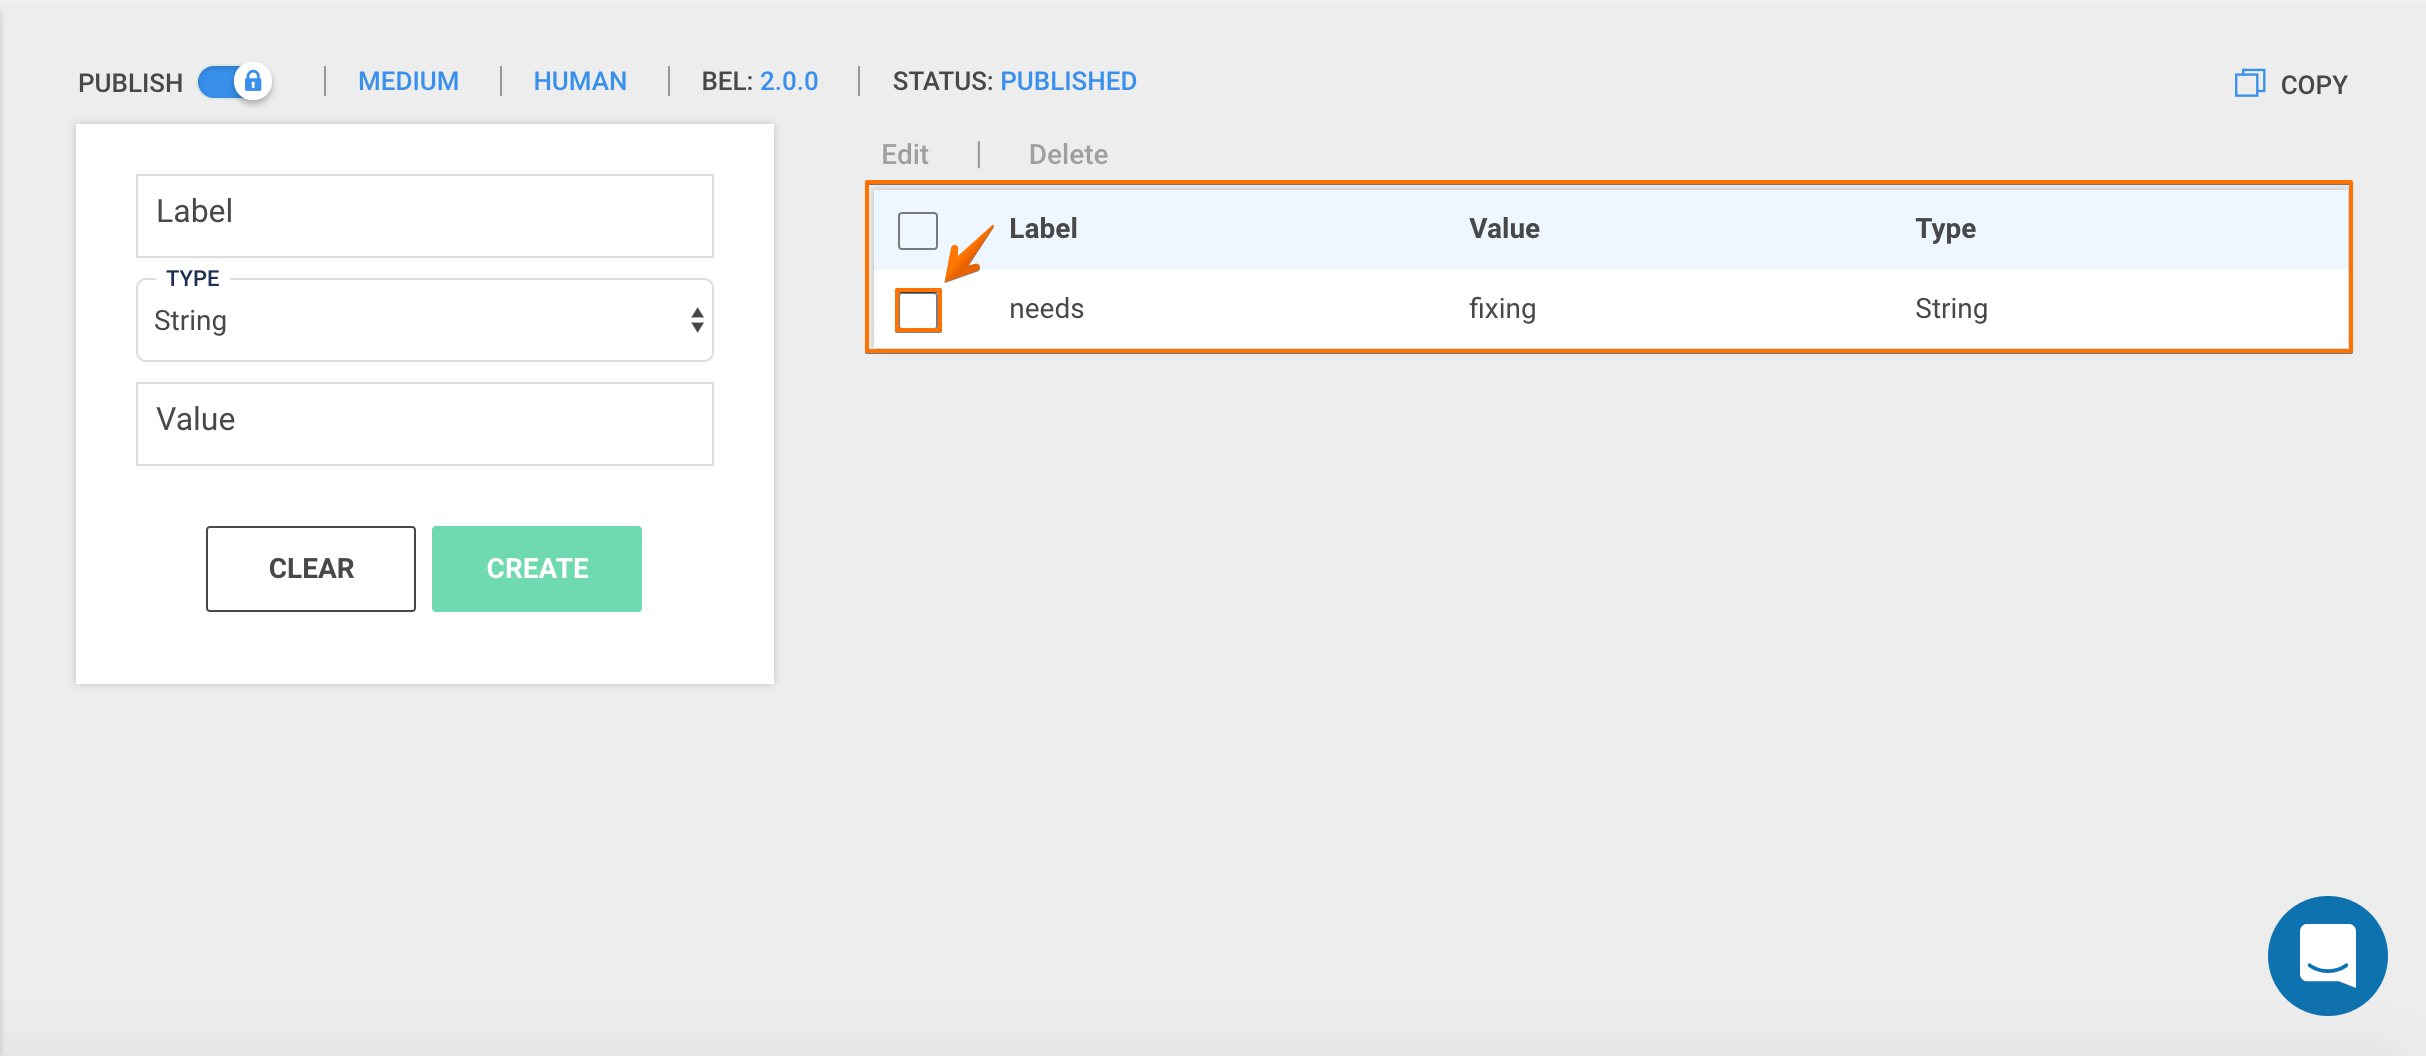 PUBLISH | MEDIUM | HUMAN | BEL: 2.0.0 | STATUS: PUBLISHED
COPY
Label
TYPE
String
Value
CLEAR CREATE
Edit | Delete
Label Value Type
needs fixing String